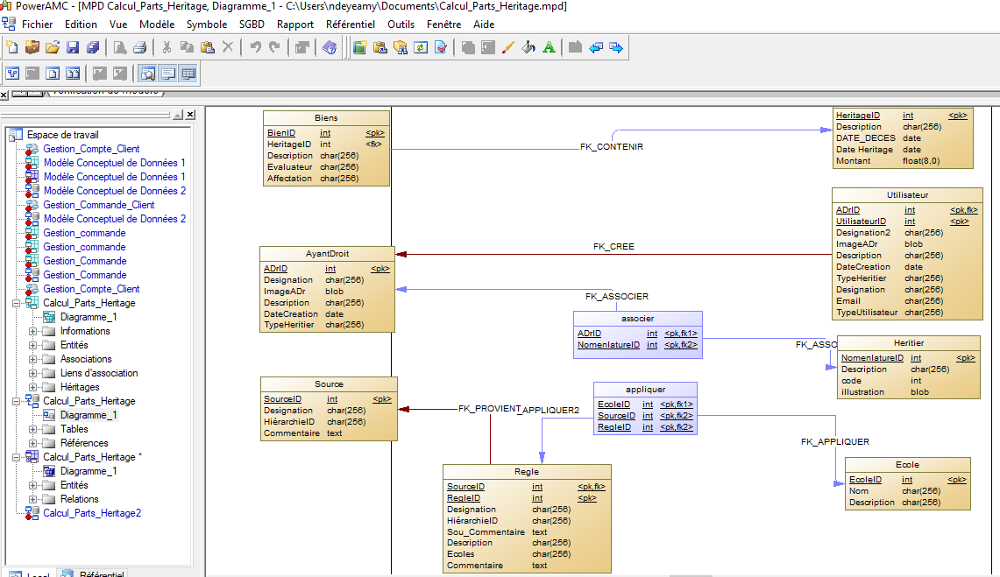 PowerAMC - [MPD Calcul_Parts_Heritage, Diagramme_1 - C:\Users\ndeyeamy\Documents\Calcul_Parts_Heritage.mpd]
Fichier Edition Vue Modèle Symbole SGBD Rapport Référentiel Outils Fenêtre Aide
Vérification de modèle
Espace de travail
Gestion_Compte_Client
Modèle Conceptuel de Données 1
Modèle Conceptuel de Données 1
Modèle Conceptuel de Données 2
Gestion_Commande_Client
Modèle Conceptuel de Données 2
Gestion_commande
Gestion_commande
Gestion_Commande
Gestion_Commande
Gestion_Compte_Client
Calcul_Parts_Heritage
Diagramme_1
Informations
Entités
Associations
Liens d'association
Héritages
Calcul_Parts_Heritage
Diagramme_1
Tables
Références
Calcul_Parts_Heritage *
Diagramme_1
Entités
Relations
Calcul_Parts_Heritage2
Local Référentiel
Biens
BienID int <pk>
HeritageID int <fk>
Description char(256)
Evaluateur char(256)
Affectation char(256)
FK_CONTENIR
HeritageID int <pk>
Description char(256)
DATE_DECES date
Date Heritage date
Montant float(8,0)
Utilisateur
ADrID int <pk,fk>
UtilisateurID int <pk>
Designation2 char(256)
ImageADr blob
Description char(256)
DateCreation date
TypeHeritier char(256)
Designation char(256)
Email char(256)
TypeUtilisateur char(256)
FK_CREE
AyantDroit
ADrID int <pk>
Designation char(256)
ImageADr blob
Description char(256)
DateCreation date
TypeHeritier char(256)
FK_ASSOCIER
associer
ADrID int <pk,fk1>
NomenlatureID int <pk,fk2>
FK_ASSO
Heritier
NomenlatureID int <pk>
Description char(256)
code int
illustration blob
Source
SourceID int <pk>
Designation char(256)
HiérarchieID char(256)
Commentaire text
FK_PROVIENT_APPLIQUER2
appliquer
EcoleID int <pk,fk1>
SourceID int <pk,fk2>
RegleID int <pk,fk2>
FK_APPLIQUER
Ecole
EcoleID int <pk>
Nom char(256)
Description char(256)
Regle
SourceID int <pk,fk>
RegleID int <pk>
Designation char(256)
HiérarchieID char(256)
Sou_Commentaire text
Description char(256)
Ecoles char(256)
Commentaire text